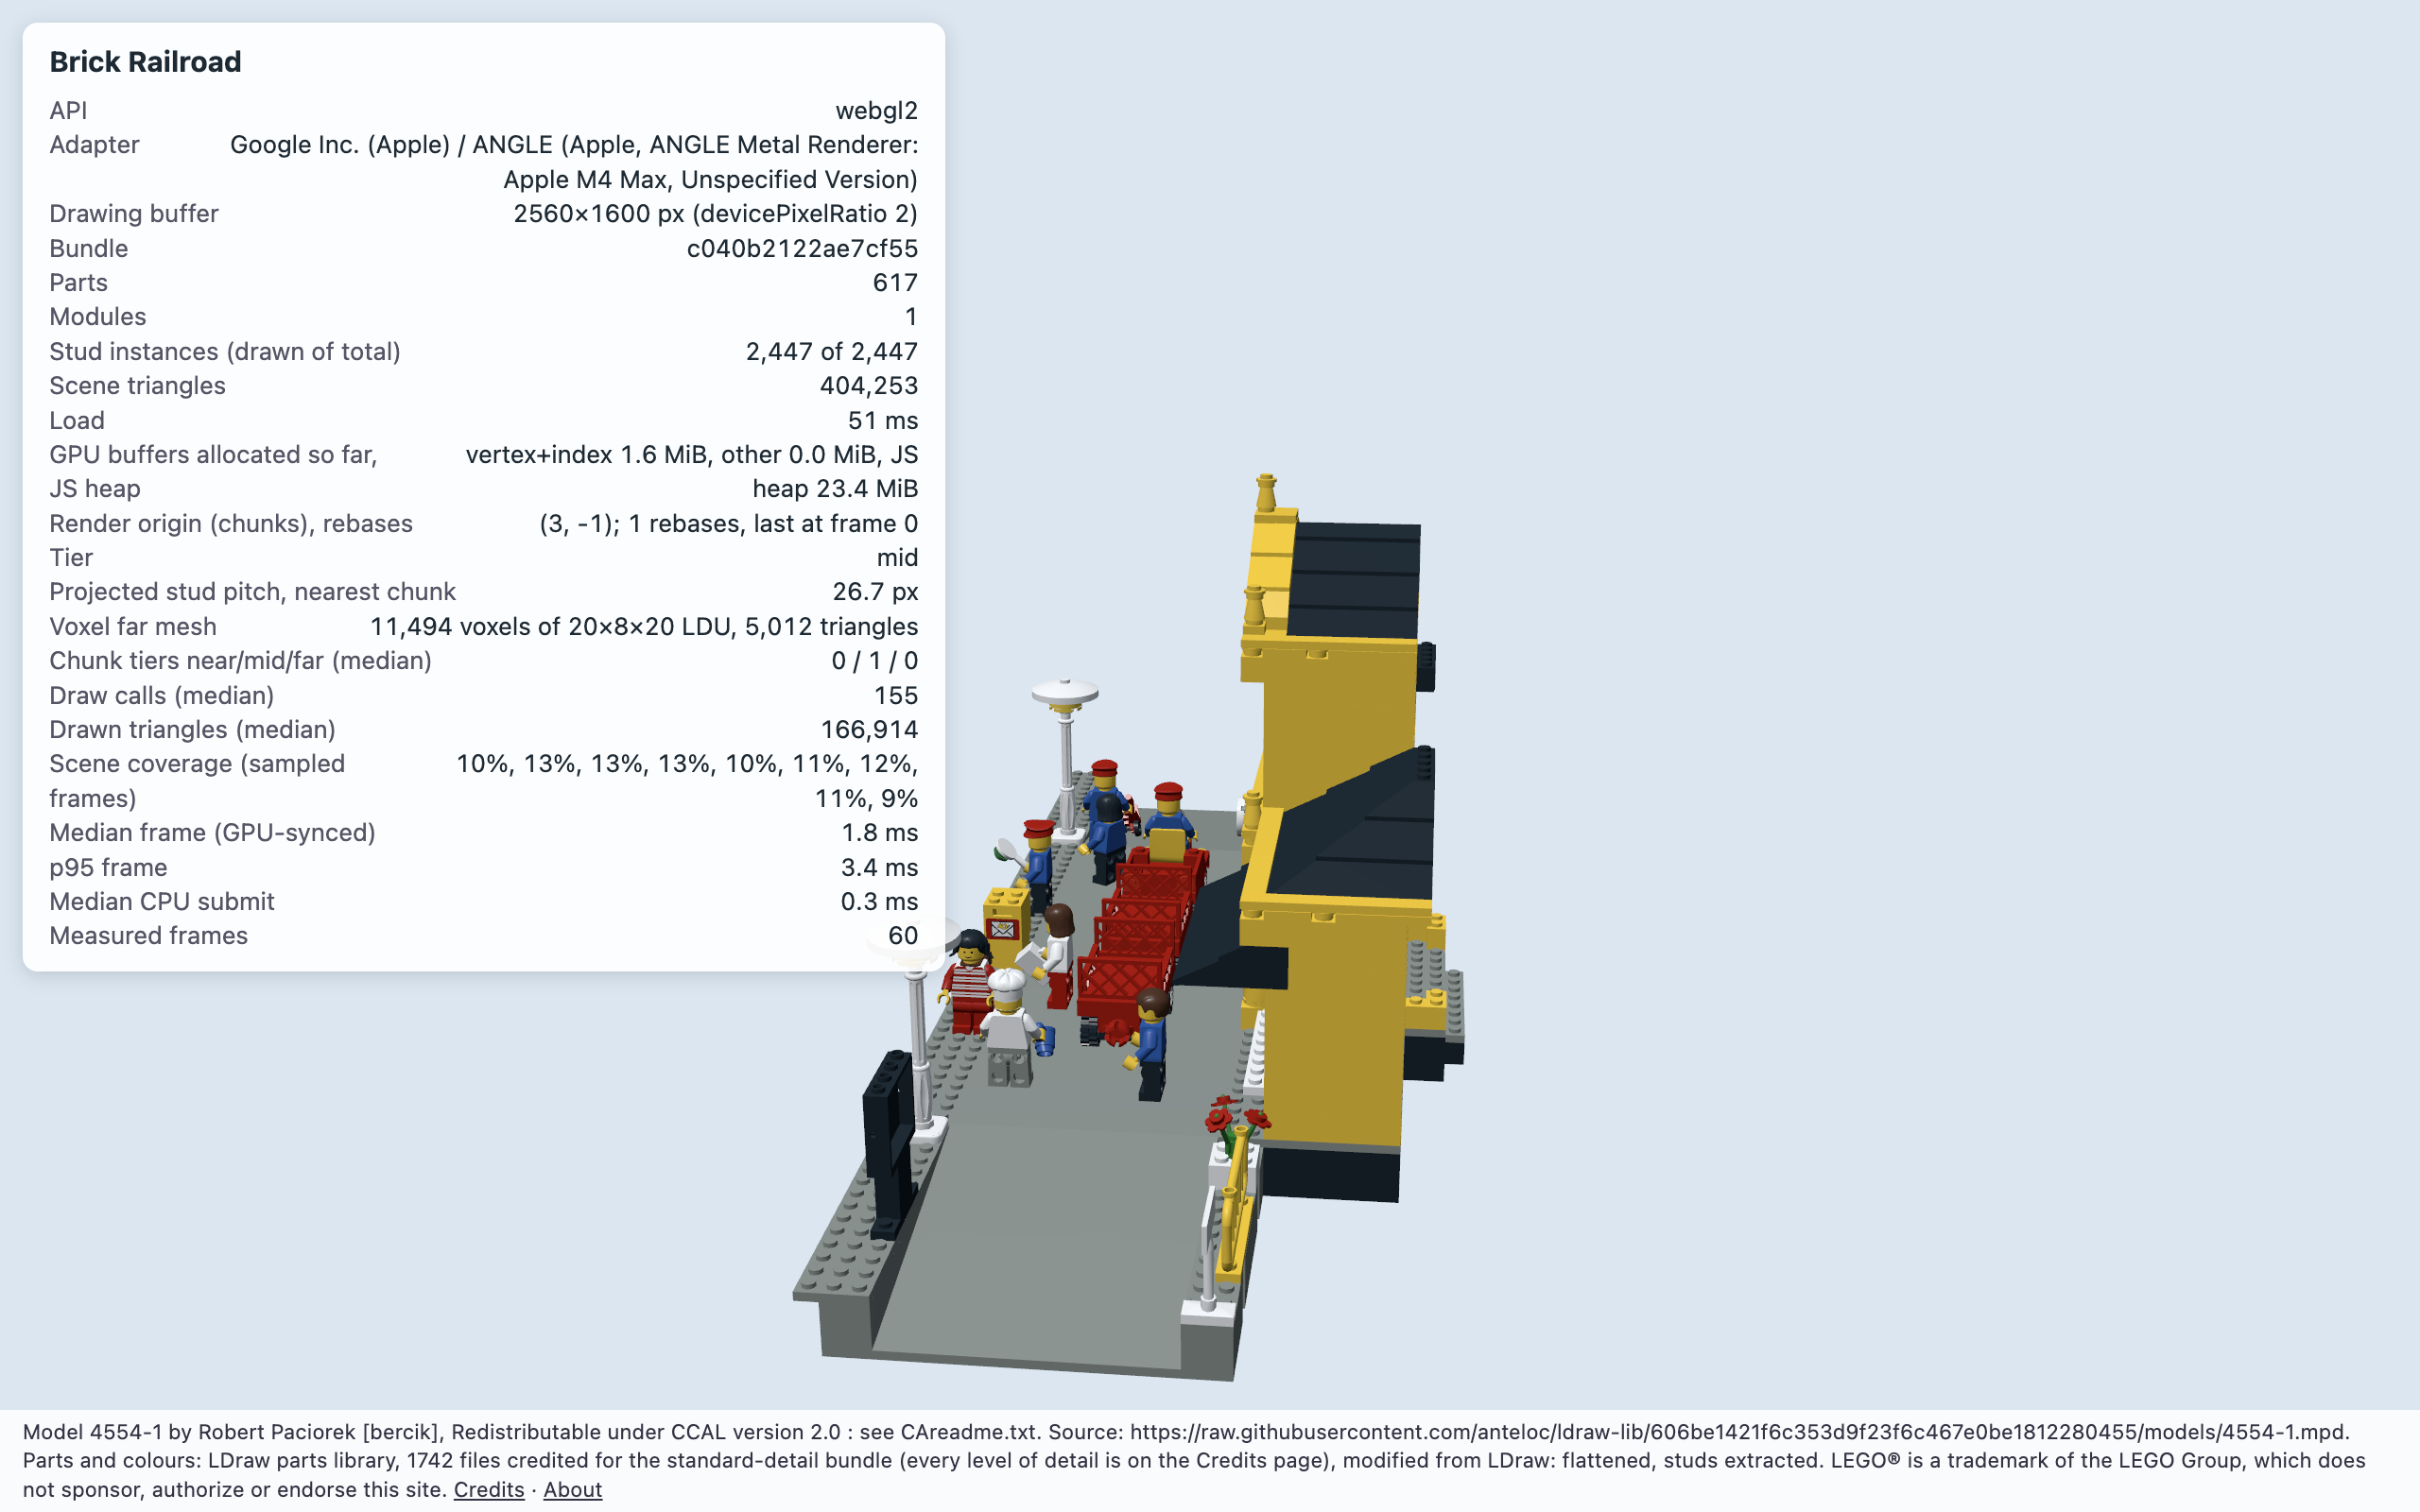 Brick Railroad
API webgl2
Adapter Google Inc. (Apple) / ANGLE (Apple, ANGLE Metal Renderer:
Apple M4 Max, Unspecified Version)
Drawing buffer 2560×1600 px (devicePixelRatio 2)
Bundle c040b2122ae7cf55
Parts 617
Modules 1
Stud instances (drawn of total) 2,447 of 2,447
Scene triangles 404,253
Load 51 ms
GPU buffers allocated so far, vertex+index 1.6 MiB, other 0.0 MiB, JS
JS heap heap 23.4 MiB
Render origin (chunks), rebases (3, -1); 1 rebases, last at frame 0
Tier mid
Projected stud pitch, nearest chunk 26.7 px
Voxel far mesh 11,494 voxels of 20×8×20 LDU, 5,012 triangles
Chunk tiers near/mid/far (median) 0 / 1 / 0
Draw calls (median) 155
Drawn triangles (median) 166,914
Scene coverage (sampled 10%, 13%, 13%, 13%, 10%, 11%, 12%,
frames) 11%, 9%
Median frame (GPU-synced) 1.8 ms
p95 frame 3.4 ms
Median CPU submit 0.3 ms
Measured frames 60
Model 4554-1 by Robert Paciorek [bercik], Redistributable under CCAL version 2.0 : see CAreadme.txt. Source: https://raw.githubusercontent.com/anteloc/ldraw-lib/606be1421f6c353d9f23f6c467e0be1812280455/models/4554-1.mpd.
Parts and colours: LDraw parts library, 1742 files credited for the standard-detail bundle (every level of detail is on the Credits page), modified from LDraw: flattened, studs extracted. LEGO® is a trademark of the LEGO Group, which does
not sponsor, authorize or endorse this site. Credits · About